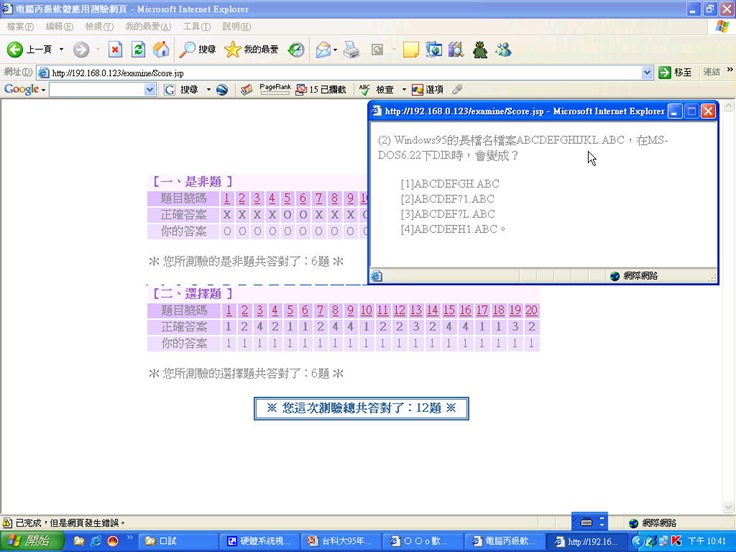 電腦丙級軟體應用測驗網頁 - Microsoft Internet Explorer
檔案(F) 編輯(E) 檢視(V) 我的最愛(A) 工具(T) 說明(H)
上一頁 搜尋 我的最愛
網址(D) http://192.168.0.123/examine/Score.jsp 移至 連結 »
Google 搜尋 PageRank 15 已攔截 檢查 選項
http://192.168.0.123/examine/Score.jsp - Microsoft Internet Explorer
(2) Windows95的長檔名檔案ABCDEFGHIJKL.ABC，在MS-
DOS6.22下DIR時，會變成？
[1]ABCDEFGH.ABC
[2]ABCDEF?1.ABC
[3]ABCDEF?L.ABC
[4]ABCDEFH1.ABC。
網際網路
【一、是非題 】
題目號碼 1 2 3 4 5 6 7 8 9
正確答案 X X X X O O X X X O
你的答案 O O O O O O O O O O
＊ 您所測驗的是非題共答對了：6題 ＊
【二、選擇題 】
題目號碼 1 2 3 4 5 6 7 8 9 10 11 12 13 14 15 16 17 18 19 20
正確答案 1 2 4 2 1 1 2 4 4 1 2 2 3 2 4 4 1 1 3 2
你的答案 1 1 1 1 1 1 1 1 1 1 1 1 1 1 1 1 1 1 1 1
＊ 您所測驗的選擇題共答對了：6題 ＊
※ 您這次測驗總共答對了：12題 ※
已完成，但是網頁發生錯誤。 網際網路
開始 » 口試 硬體系統視... 台科大95年... ○ ○ o 歡... 電腦丙級軟... http://192.16... 下午 10:41